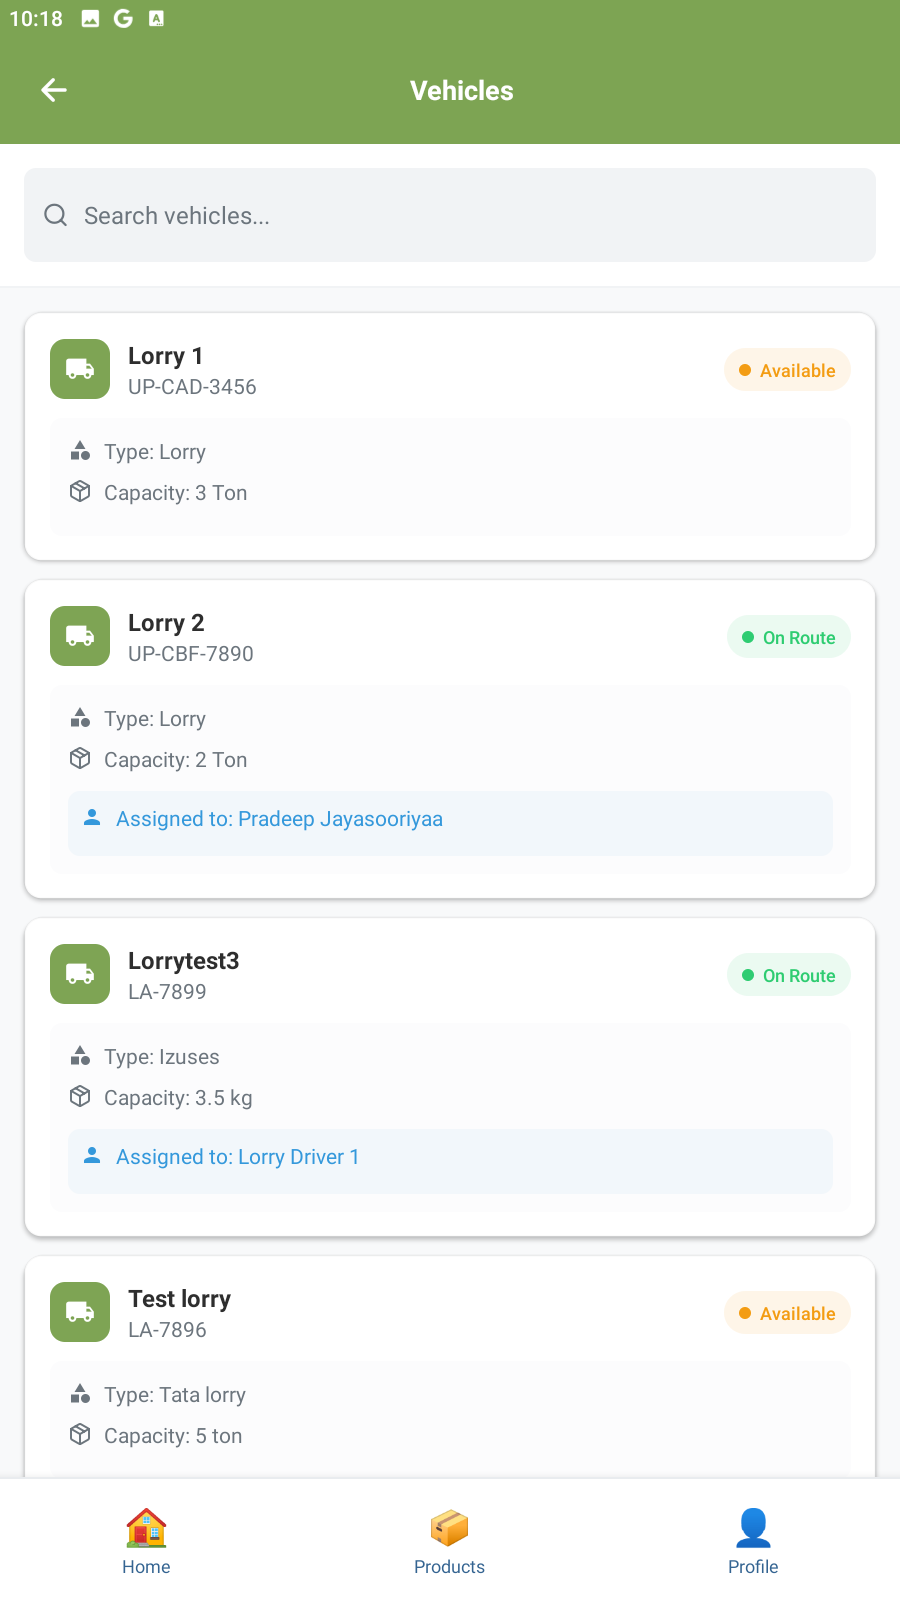 10:18
Vehicles
Search vehicles...
Lorry 1
UP-CAD-3456
Available
Type: Lorry
Capacity: 3 Ton
Lorry 2
UP-CBF-7890
On Route
Type: Lorry
Capacity: 2 Ton
Assigned to: Pradeep Jayasooriyaa
Lorrytest3
LA-7899
On Route
Type: Izuses
Capacity: 3.5 kg
Assigned to: Lorry Driver 1
Test lorry
LA-7896
Available
Type: Tata lorry
Capacity: 5 ton
Home
Products
Profile